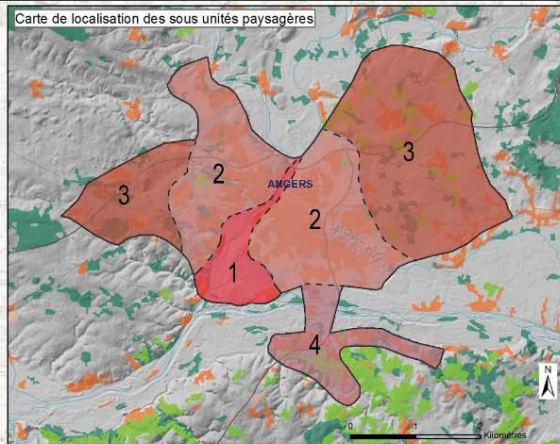 Carte de localisation des sous unités paysagères
3
2
ANGERS
3
2
1
4
N
0 1 2
Kilomètres